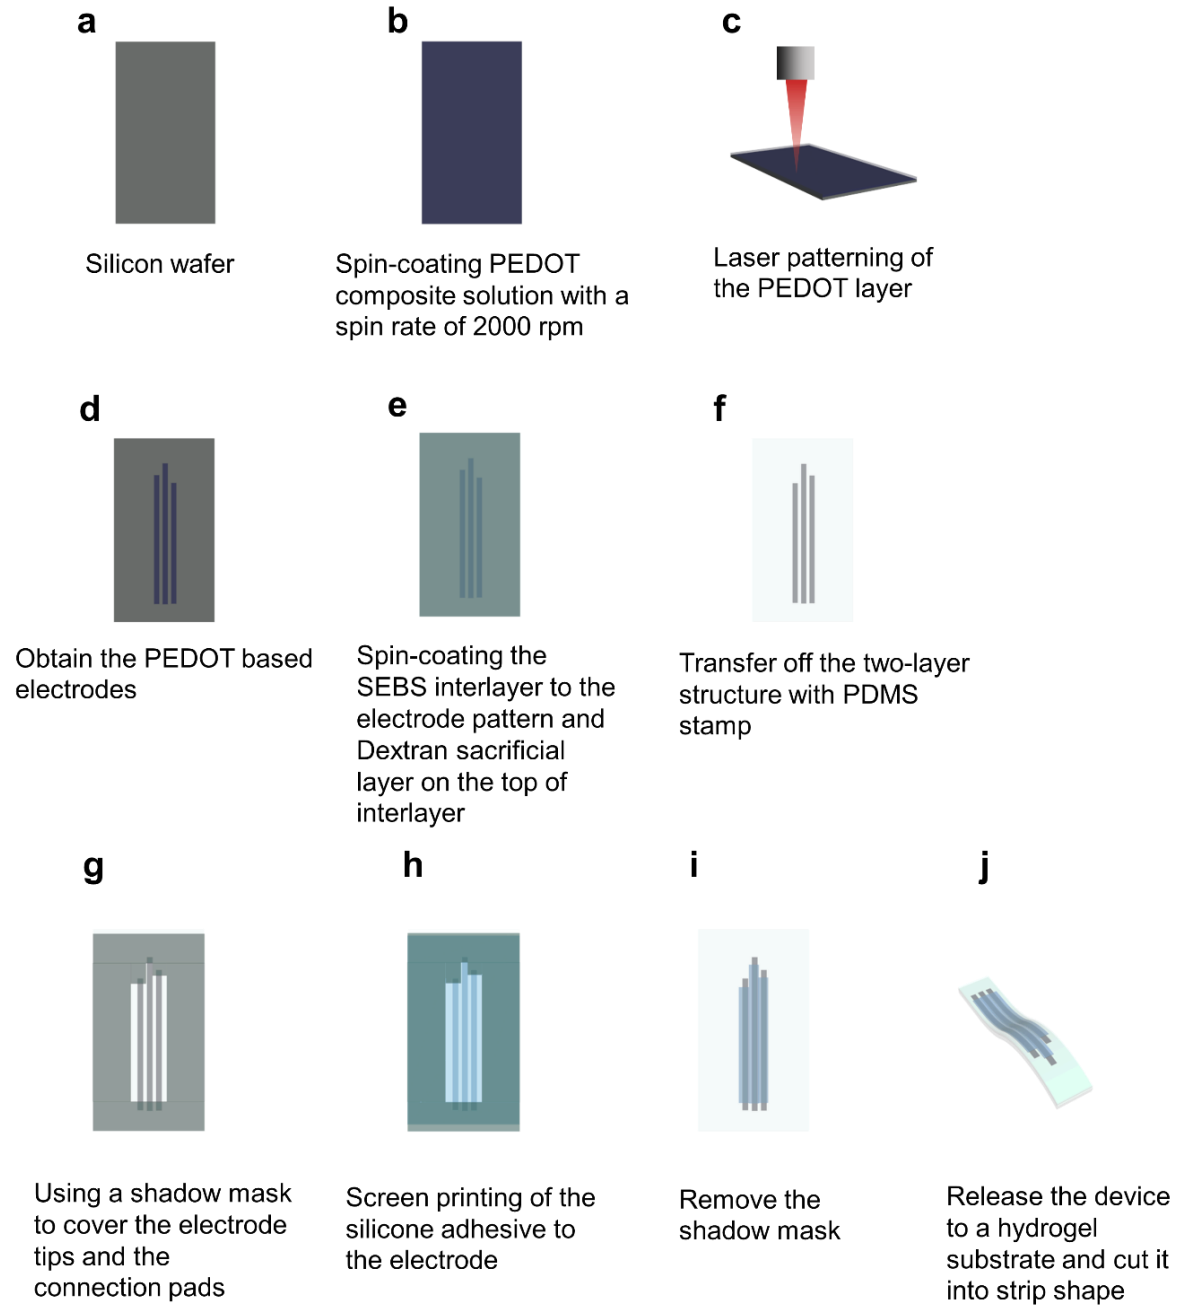 a
b
c
Silicon wafer
Spin-coating PEDOT
composite solution with a
spin rate of 2000 rpm
Laser patterning of
the PEDOT layer
d
e
f
Obtain the PEDOT based
electrodes
Spin-coating the
SEBS interlayer to the
electrode pattern and
Dextran sacrificial
layer on the top of
interlayer
Transfer off the two-layer
structure with PDMS
stamp
g
h
i
j
Using a shadow mask
to cover the electrode
tips and the
connection pads
Screen printing of the
silicone adhesive to
the electrode
Remove the
shadow mask
Release the device
to a hydrogel
substrate and cut it
into strip shape